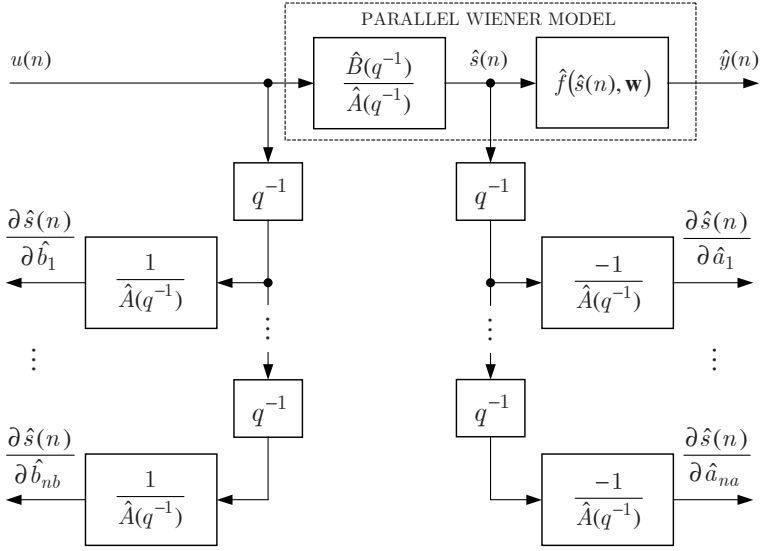 PARALLEL WIENER MODEL
u(n)
B̂(q⁻¹)
Â(q⁻¹)
ŝ(n)
f̂(ŝ(n), w)
ŷ(n)
q⁻¹
q⁻¹
∂ŝ(n)
∂b̂₁
1
Â(q⁻¹)
−1
Â(q⁻¹)
∂ŝ(n)
∂â₁
⋮
⋮
⋮
⋮
q⁻¹
q⁻¹
∂ŝ(n)
∂b̂ₙb
1
Â(q⁻¹)
−1
Â(q⁻¹)
∂ŝ(n)
∂âₙₐ